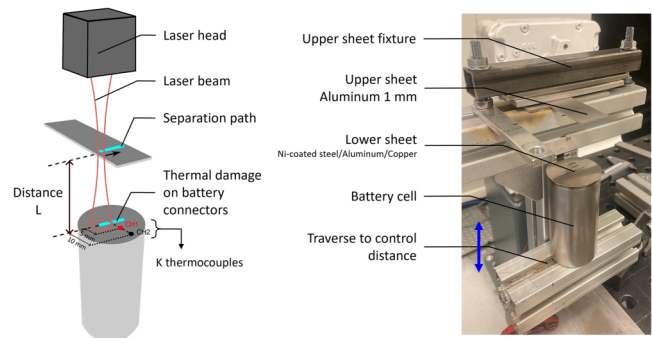 Laser head
Laser beam
Separation path
Distance
L
Thermal damage
on battery
connectors
CH1
CH2
5 mm
10 mm
K thermocouples
Upper sheet fixture
Upper sheet
Aluminum 1 mm
Lower sheet
Ni-coated steel/Aluminum/Copper
Battery cell
Traverse to control
distance